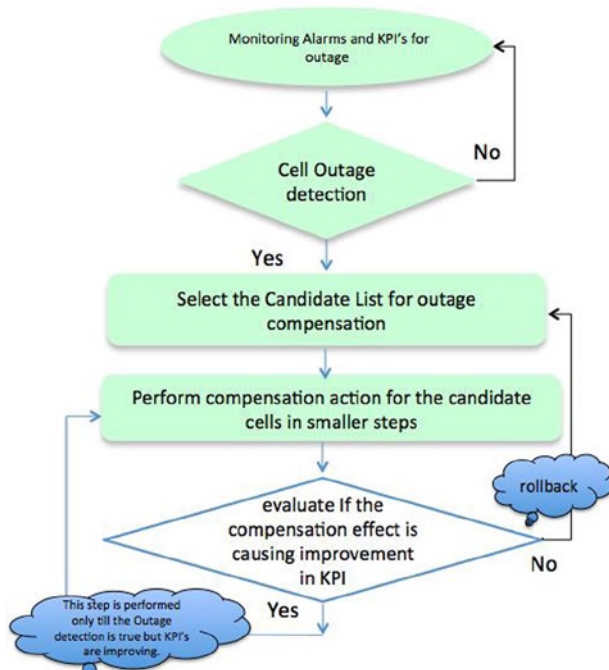 Monitoring Alarms and KPI's for
outage
No
Cell Outage
detection
Yes
Select the Candidate List for outage
compensation
Perform compensation action for the candidate
cells in smaller steps
rollback
evaluate If the
compensation effect is
causing improvement
in KPI
No
Yes
This step is performed
only till the Outage
detection is true but KPI's
are improving.